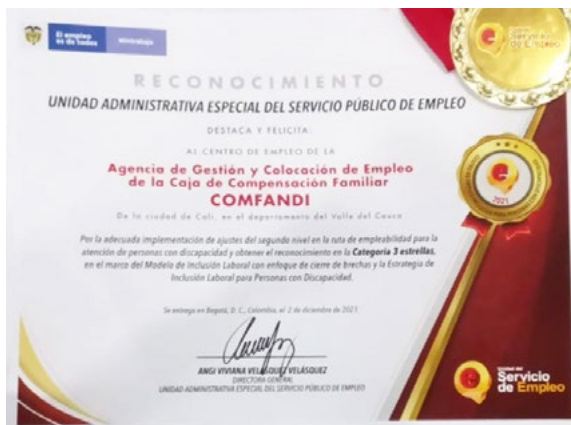 El empleo
es de todos
Mintrabajo
RECONOCIMIENTO
UNIDAD ADMINISTRATIVA ESPECIAL DEL SERVICIO PÚBLICO DE EMPLEO
DESTACA Y FELICITA:
AL CENTRO DE EMPLEO DE LA
Agencia de Gestión y Colocación de Empleo
de la Caja de Compensación Familiar
COMFANDI
De la ciudad de Cali, en el departamento del Valle del Cauca
Por la adecuada implementación de ajustes del segundo nivel en la ruta de empleabilidad para la
atención de personas con discapacidad y obtener el reconocimiento en la Categoría 3 estrellas,
en el marco del Modelo de Inclusión Laboral con enfoque de cierre de brechas y la Estrategia de
Inclusión Laboral para Personas con Discapacidad.
Se entrega en Bogotá, D. C., Colombia, el 2 de diciembre de 2021.
ANGI VIVIANA VELÁSQUEZ VELÁSQUEZ
DIRECTORA GENERAL
UNIDAD ADMINISTRATIVA ESPECIAL DEL SERVICIO PÚBLICO DE EMPLEO
Servicio
de Empleo
2021
Unidad del
Servicio
de Empleo